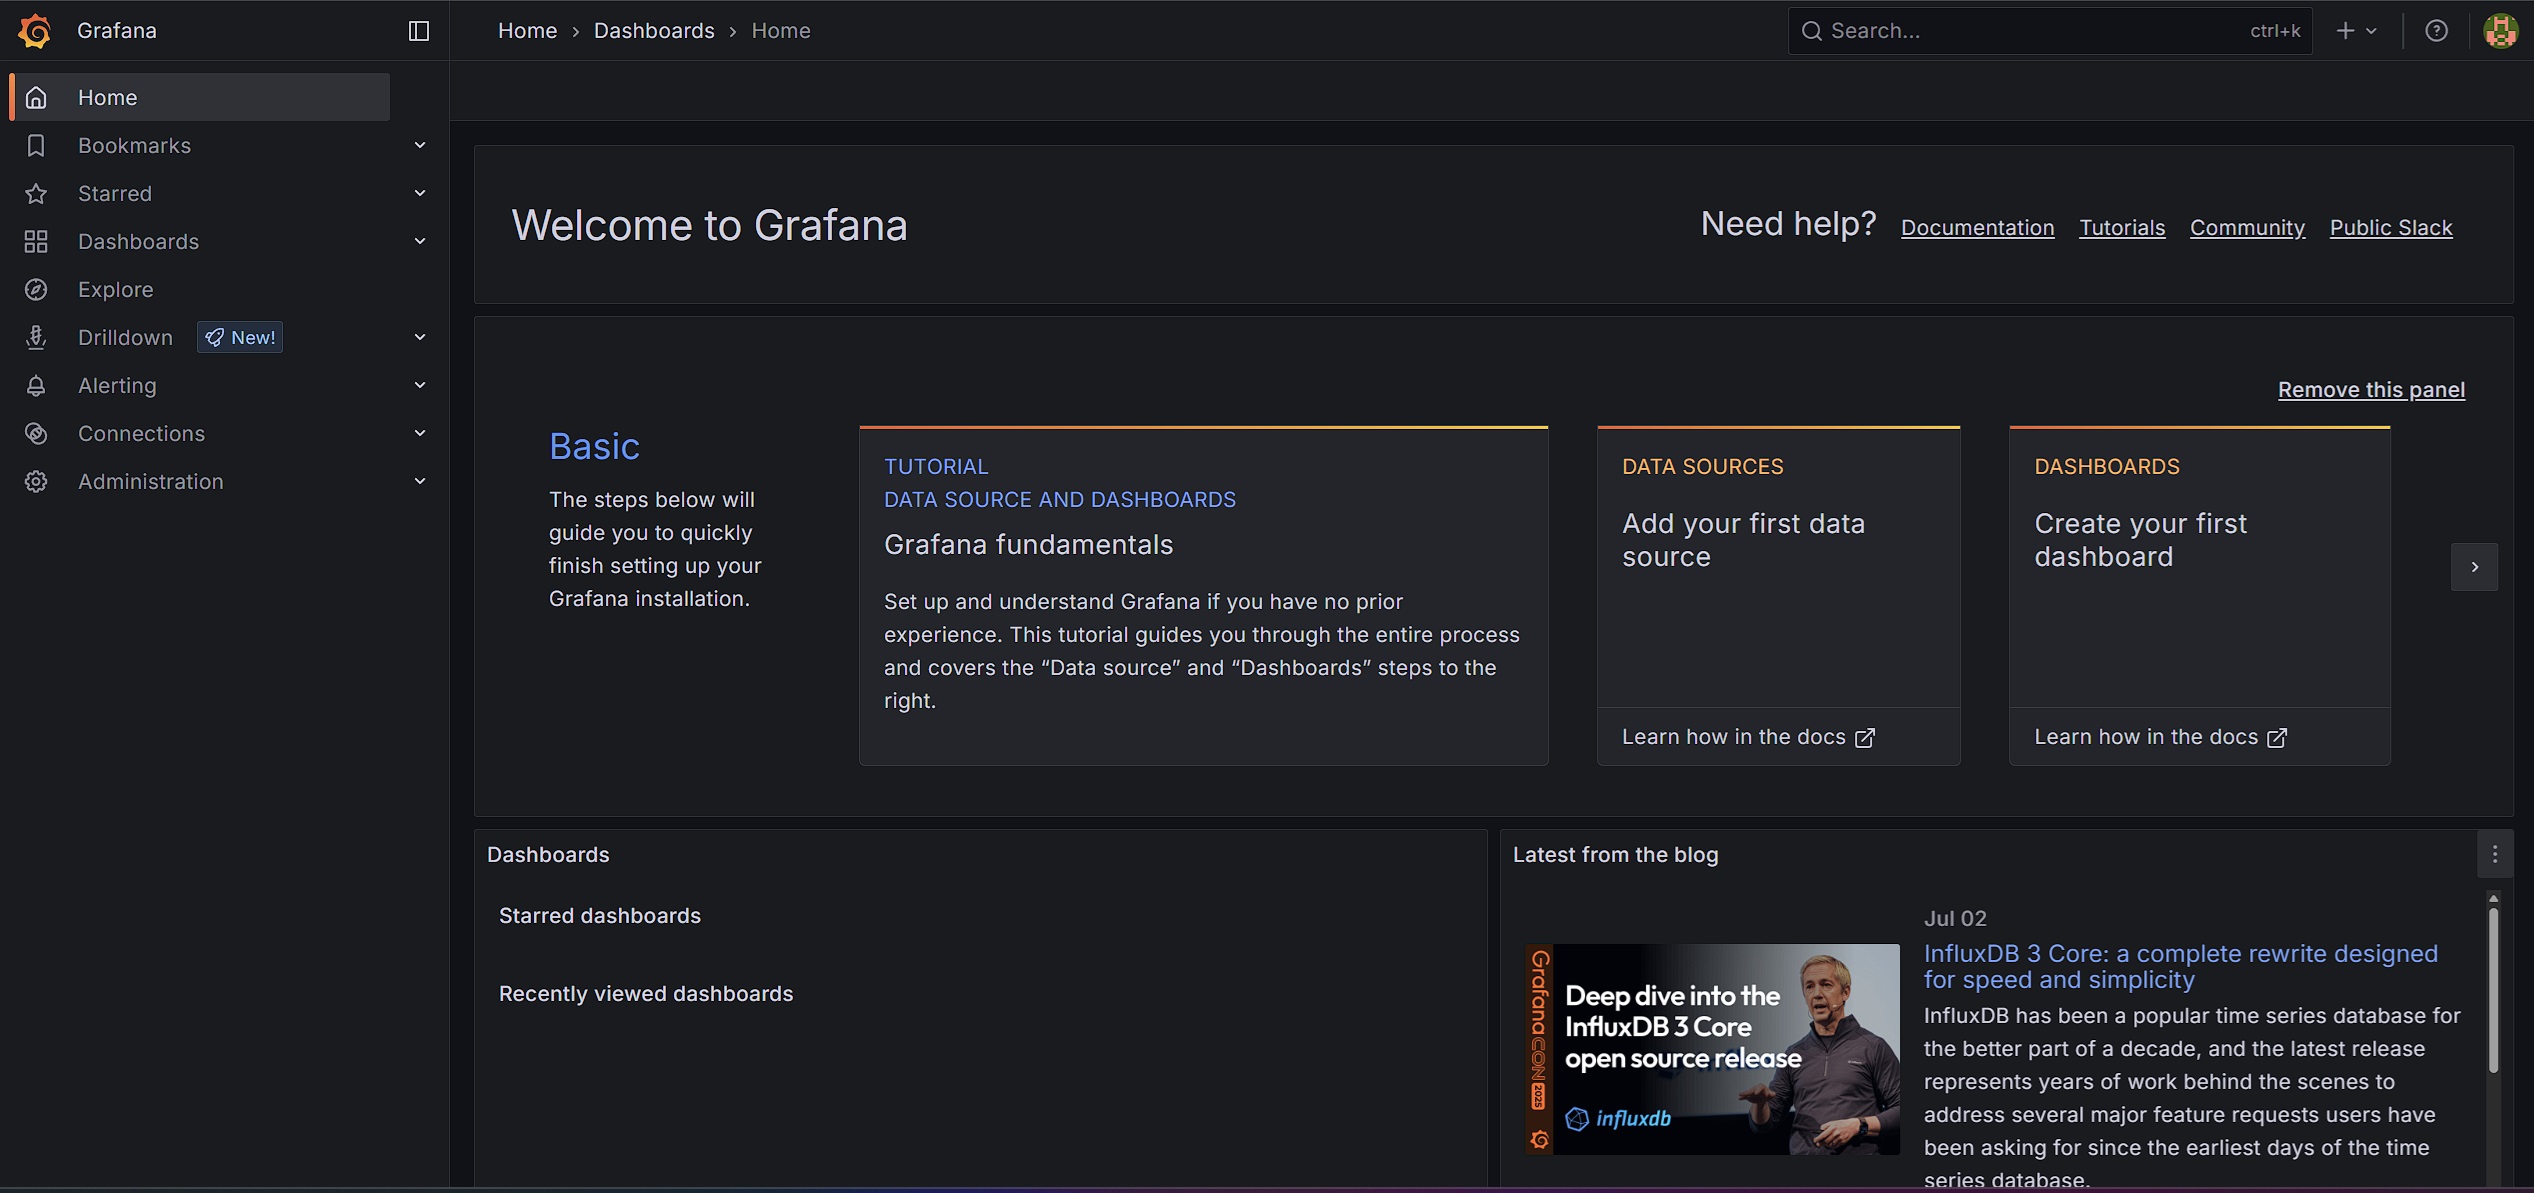 Grafana
Home › Dashboards › Home
Search...
ctrl+k
Home
Bookmarks
Starred
Dashboards
Explore
Drilldown
New!
Alerting
Connections
Administration
Welcome to Grafana
Need help?
Documentation
Tutorials
Community
Public Slack
Remove this panel
Basic
The steps below will
guide you to quickly
finish setting up your
Grafana installation.
TUTORIAL
DATA SOURCE AND DASHBOARDS
Grafana fundamentals
Set up and understand Grafana if you have no prior
experience. This tutorial guides you through the entire process
and covers the “Data source” and “Dashboards” steps to the
right.
DATA SOURCES
Add your first data
source
Learn how in the docs
DASHBOARDS
Create your first
dashboard
Learn how in the docs
Dashboards
Starred dashboards
Recently viewed dashboards
Latest from the blog
GrafanaCON 2025
Deep dive into the
InfluxDB 3 Core
open source release
influxdb
Jul 02
InfluxDB 3 Core: a complete rewrite designed
for speed and simplicity
InfluxDB has been a popular time series database for
the better part of a decade, and the latest release
represents years of work behind the scenes to
address several major feature requests users have
been asking for since the earliest days of the time
series database.